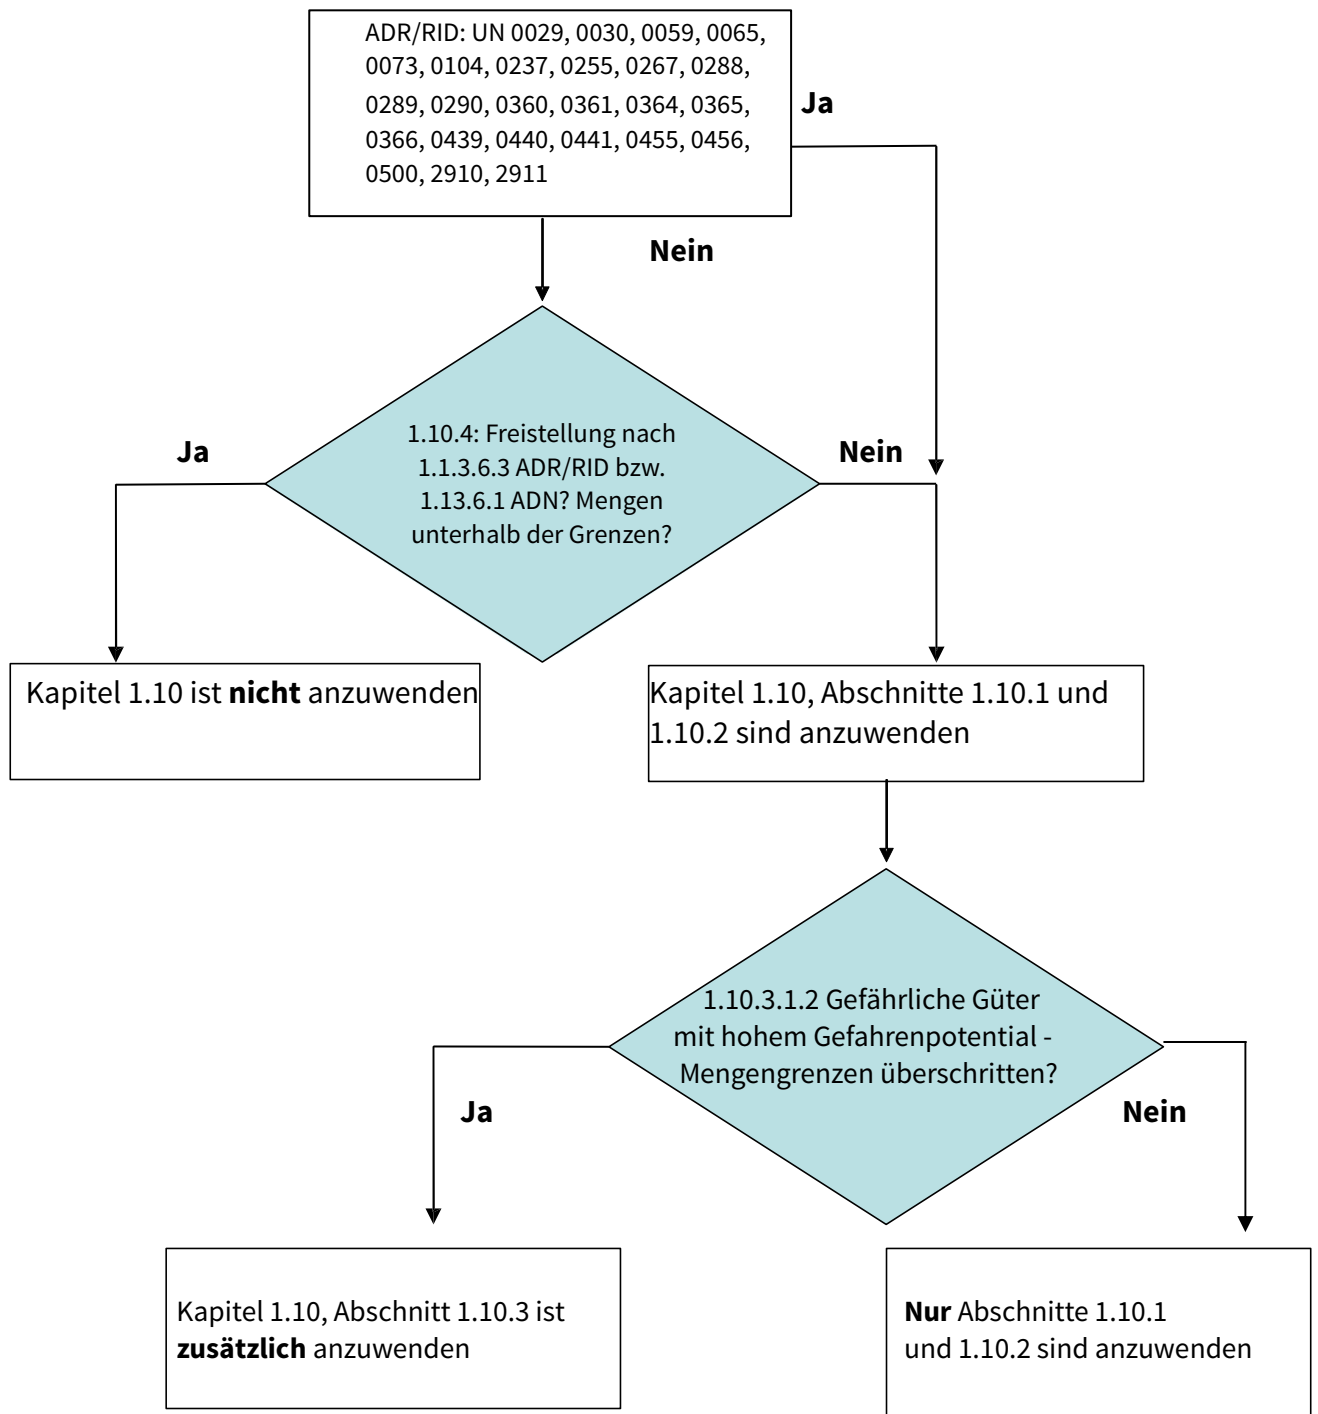 ADR/RID: UN 0029, 0030, 0059, 0065,
0073, 0104, 0237, 0255, 0267, 0288,
0289, 0290, 0360, 0361, 0364, 0365,
0366, 0439, 0440, 0441, 0455, 0456,
0500, 2910, 2911
Ja
Nein
1.10.4: Freistellung nach
1.1.3.6.3 ADR/RID bzw.
1.13.6.1 ADN? Mengen
unterhalb der Grenzen?
Ja
Nein
Kapitel 1.10 ist nicht anzuwenden
Kapitel 1.10, Abschnitte 1.10.1 und
1.10.2 sind anzuwenden
1.10.3.1.2 Gefährliche Güter
mit hohem Gefahrenpotential -
Mengengrenzen überschritten?
Ja
Nein
Kapitel 1.10, Abschnitt 1.10.3 ist
zusätzlich anzuwenden
Nur Abschnitte 1.10.1
und 1.10.2 sind anzuwenden